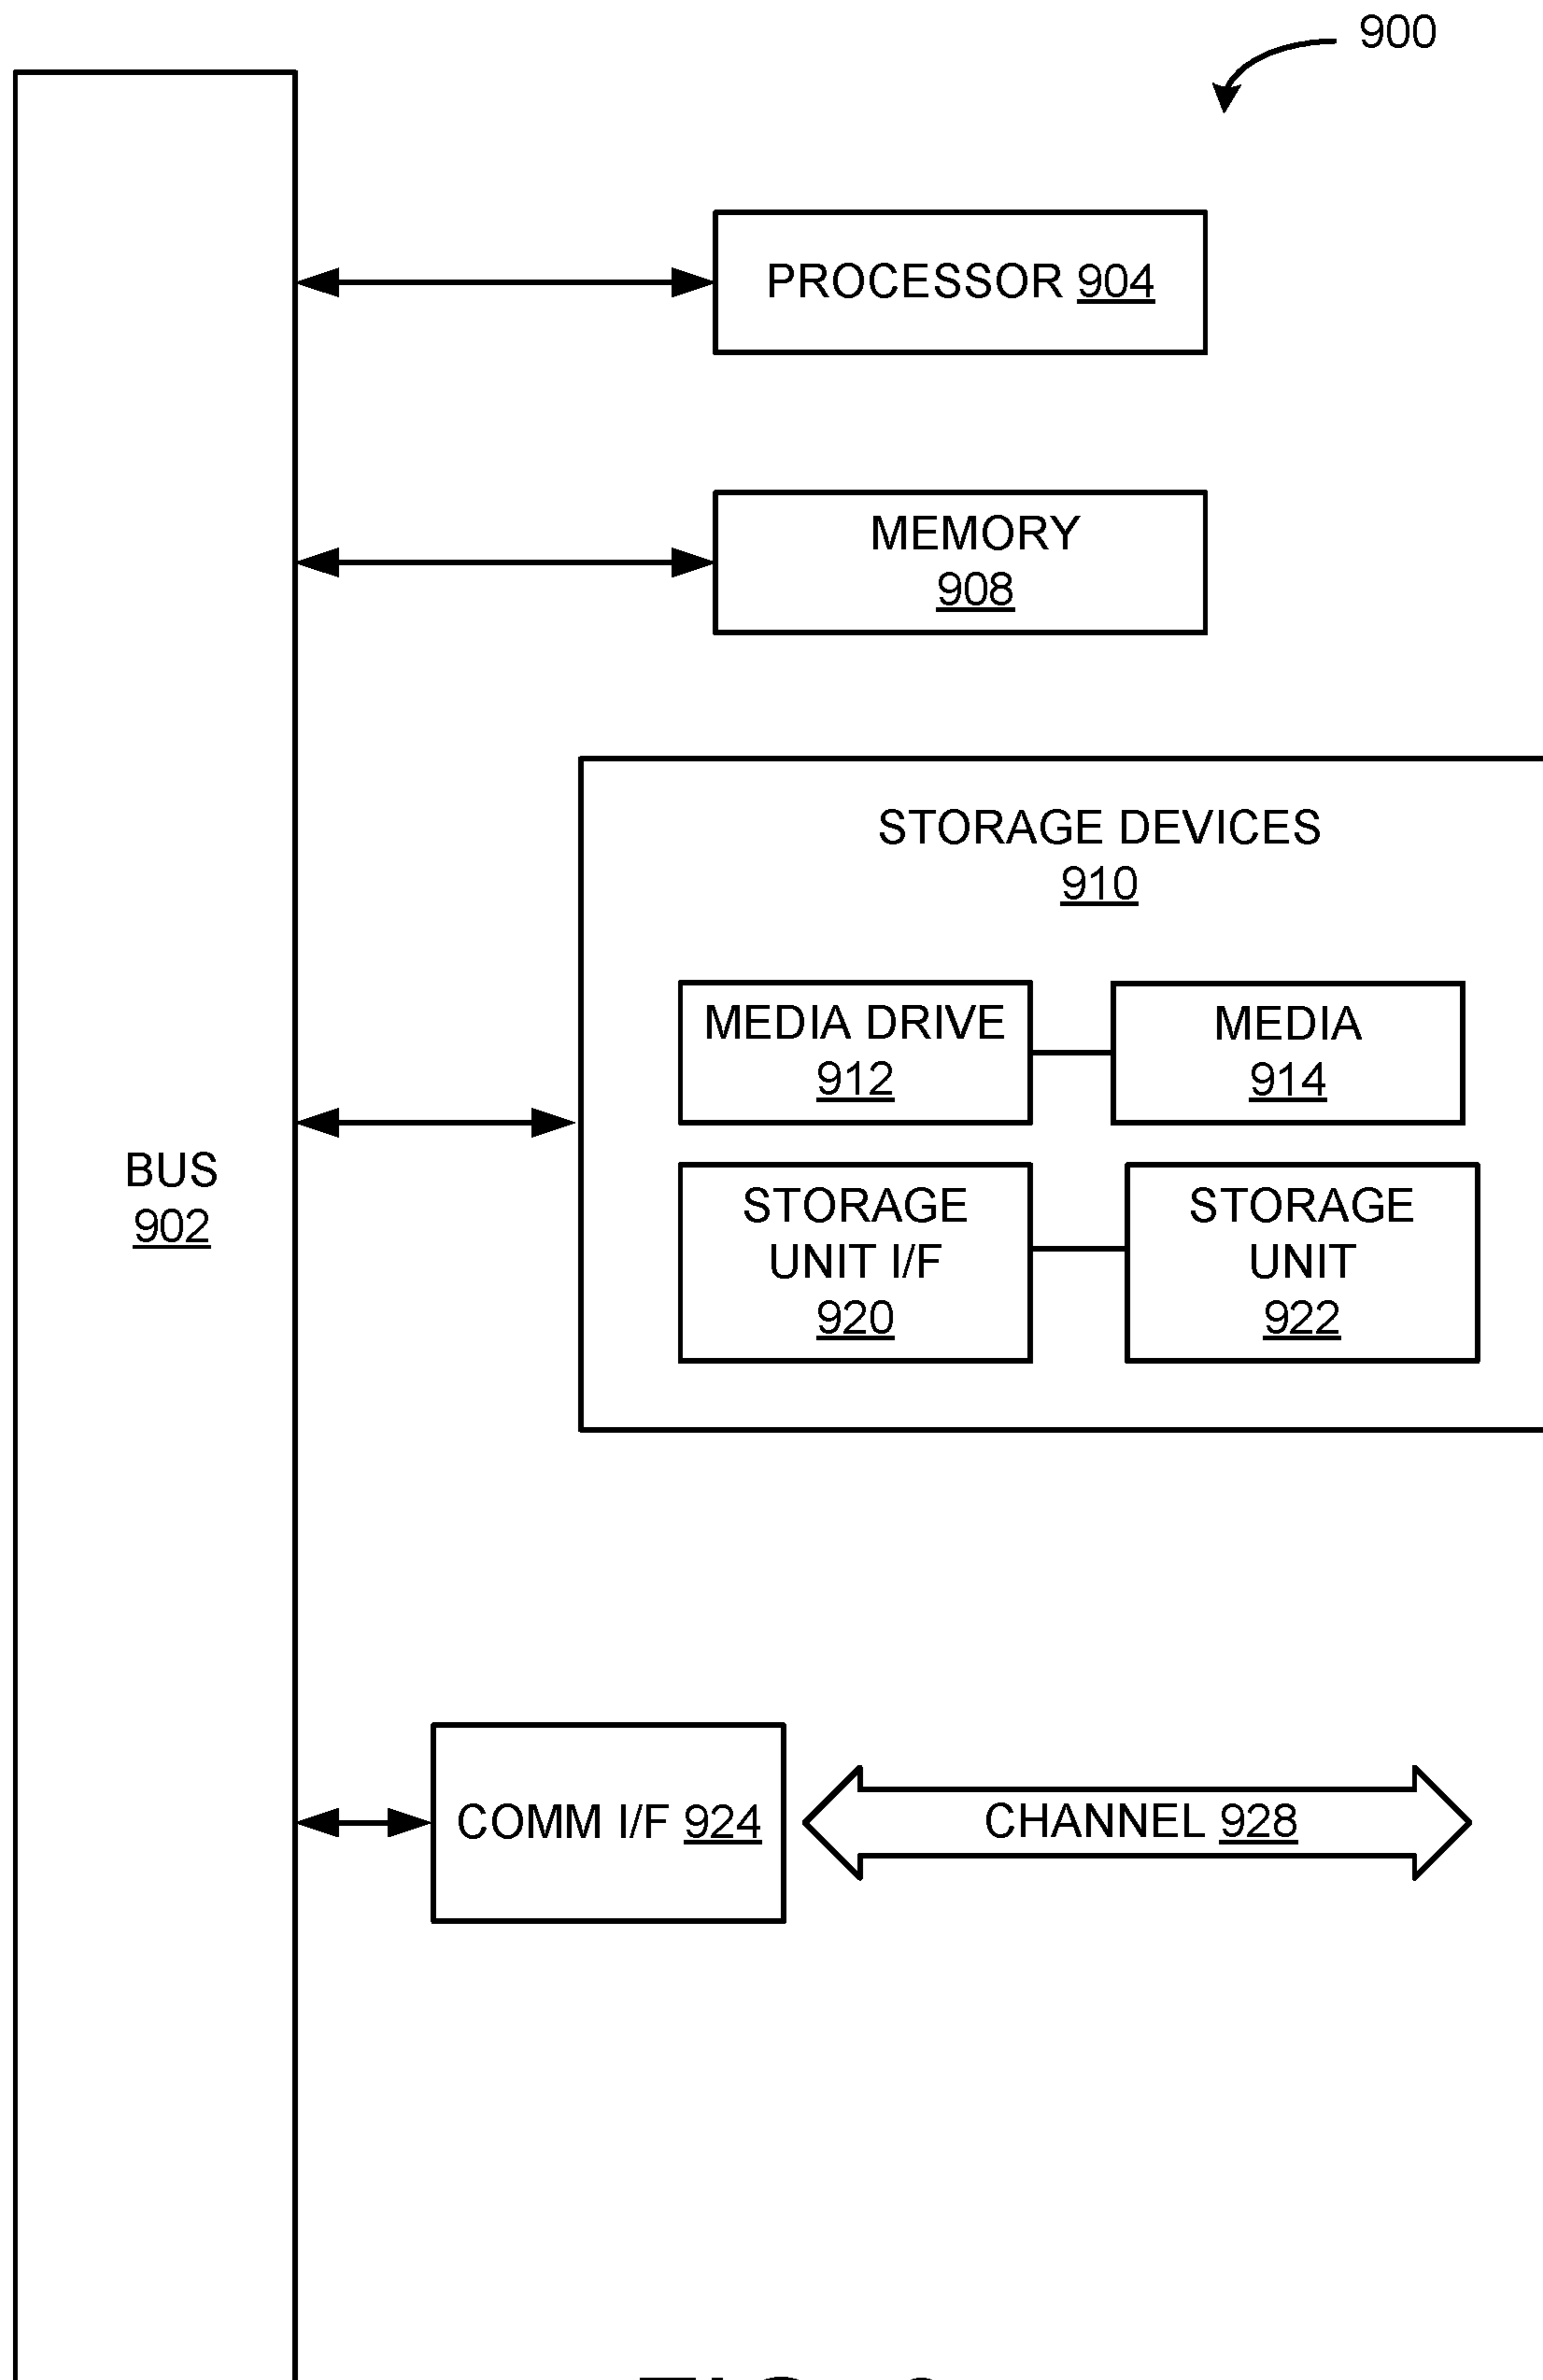 900
PROCESSOR 904
MEMORY
908
STORAGE DEVICES
910
MEDIA DRIVE
912
MEDIA
914
BUS
902
STORAGE
UNIT I/F
920
STORAGE
UNIT
922
COMM I/F 924
CHANNEL 928